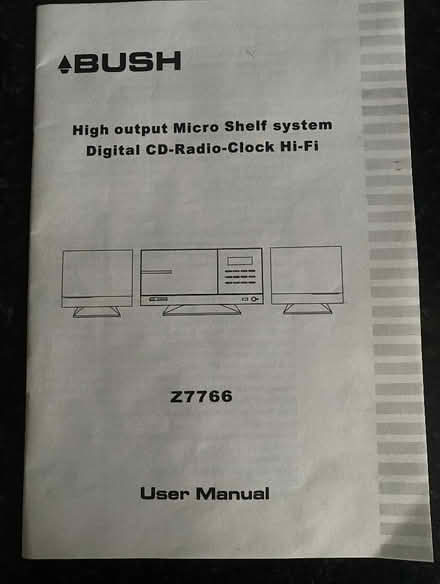 BUSH
High output Micro Shelf system
Digital CD-Radio-Clock Hi-Fi
Z7766
User Manual